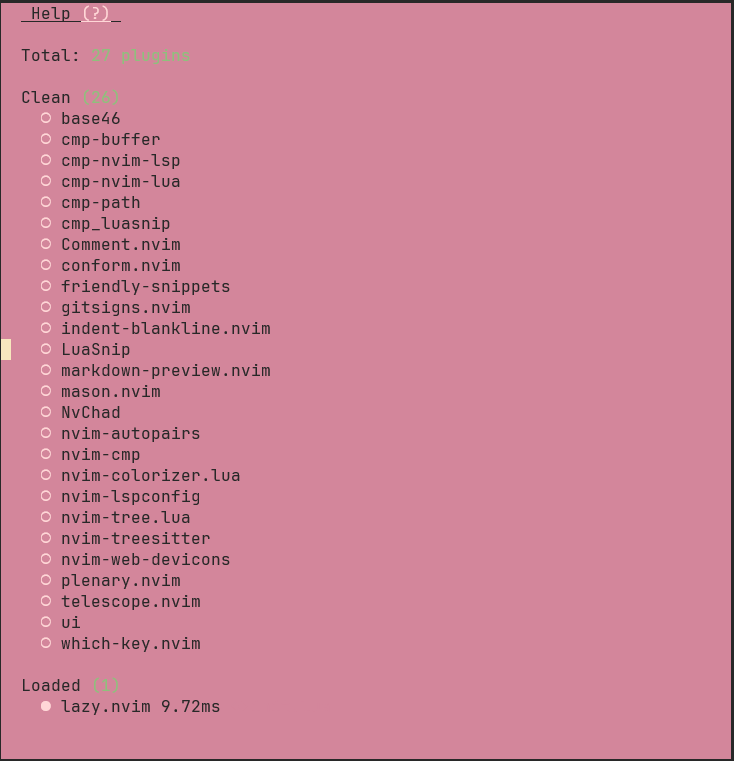 Help (?)
Total: 27 plugins
Clean (26)
base46
cmp-buffer
cmp-nvim-lsp
cmp-nvim-lua
cmp-path
cmp_luasnip
Comment.nvim
conform.nvim
friendly-snippets
gitsigns.nvim
indent-blankline.nvim
LuaSnip
markdown-preview.nvim
mason.nvim
NvChad
nvim-autopairs
nvim-cmp
nvim-colorizer.lua
nvim-lspconfig
nvim-tree.lua
nvim-treesitter
nvim-web-devicons
plenary.nvim
telescope.nvim
ui
which-key.nvim
Loaded (1)
lazy.nvim 9.72ms